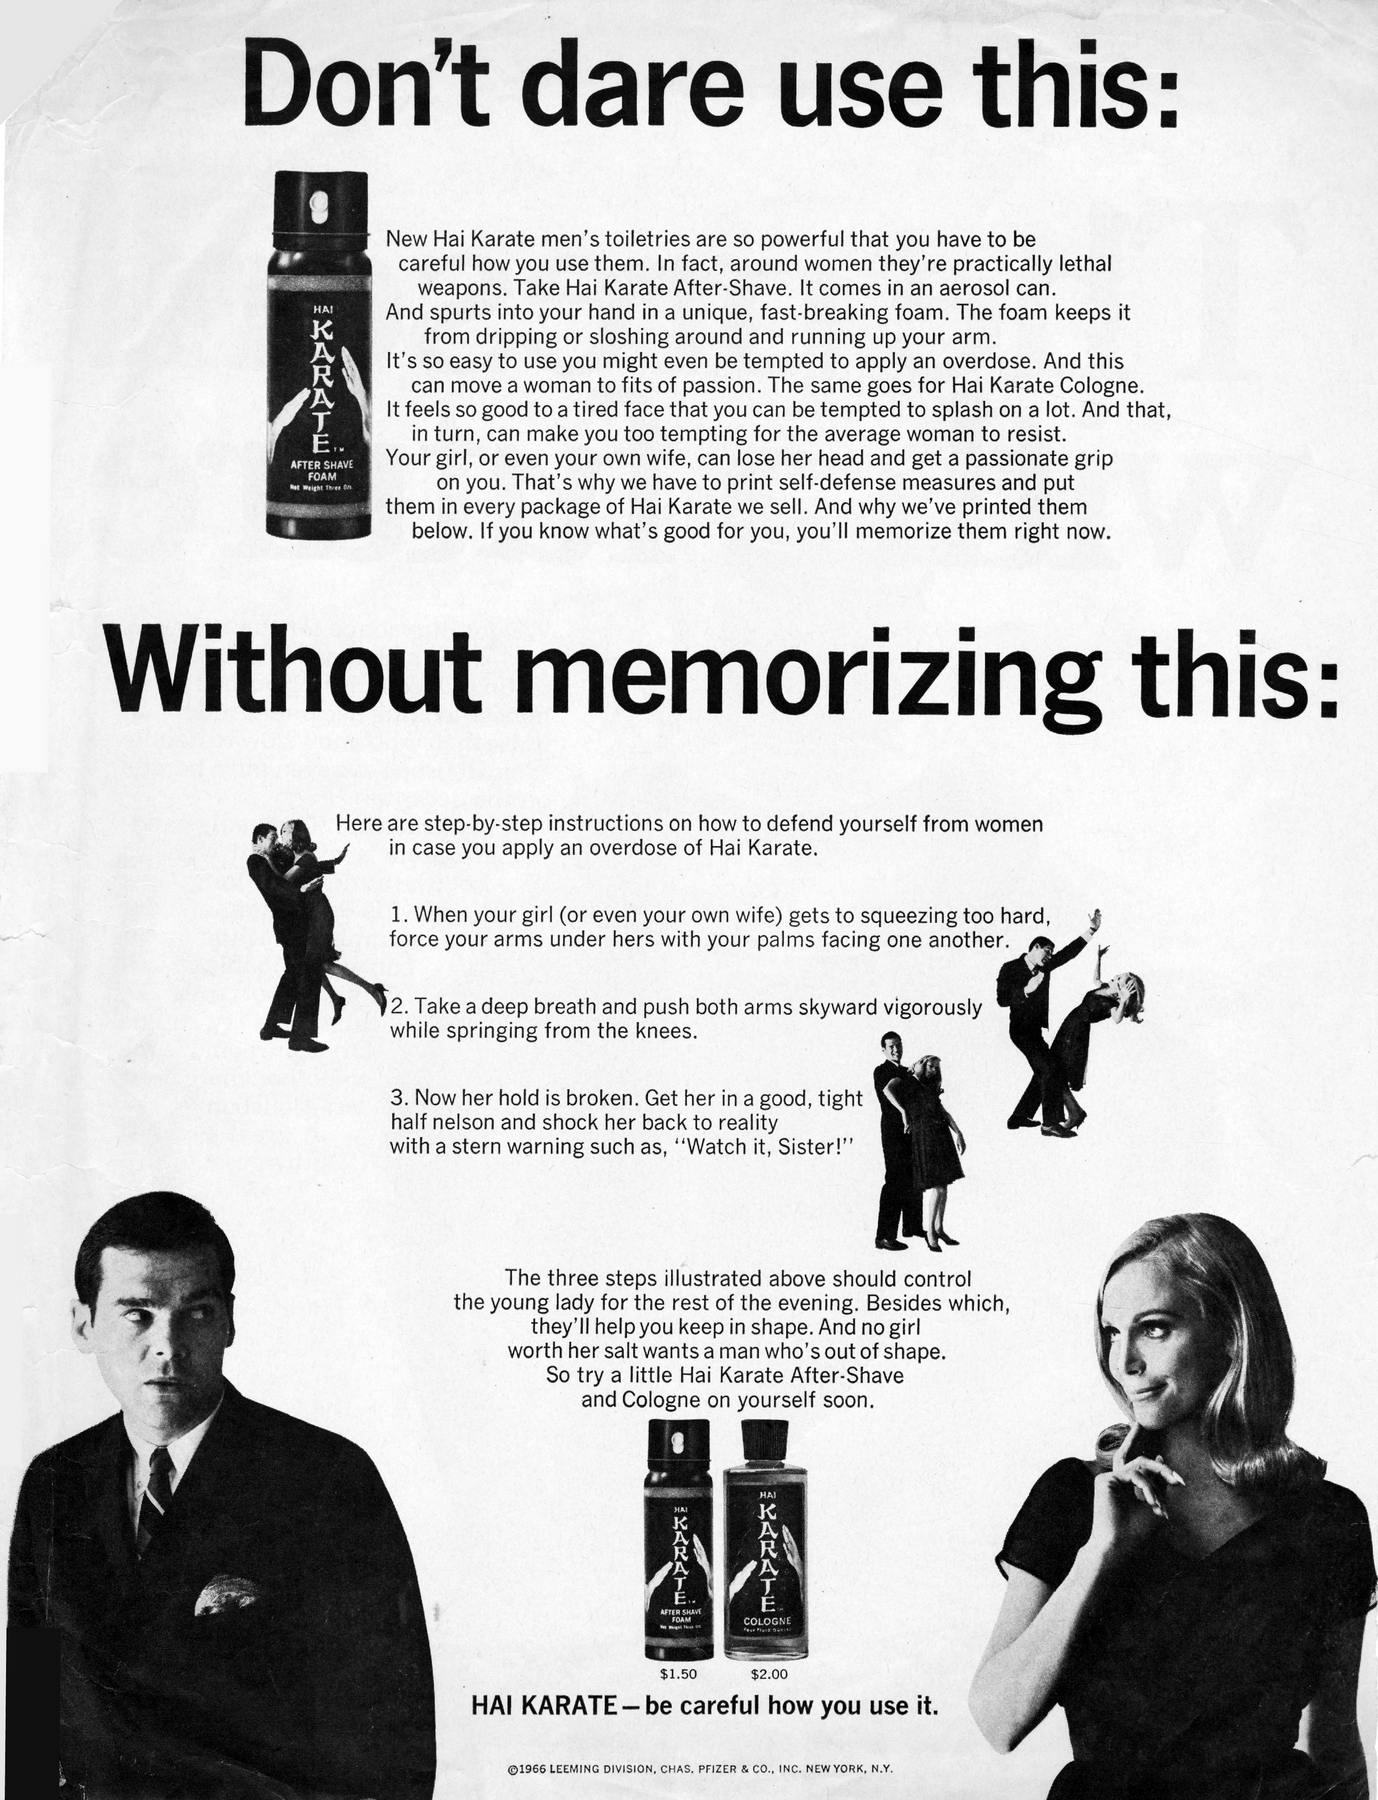 Don't dare use this:
HAI
KARATE™
AFTER SHAVE
FOAM
Net Weight Three Ozs.
New Hai Karate men's toiletries are so powerful that you have to be
careful how you use them. In fact, around women they're practically lethal
weapons. Take Hai Karate After-Shave. It comes in an aerosol can.
And spurts into your hand in a unique, fast-breaking foam. The foam keeps it
from dripping or sloshing around and running up your arm.
It's so easy to use you might even be tempted to apply an overdose. And this
can move a woman to fits of passion. The same goes for Hai Karate Cologne.
It feels so good to a tired face that you can be tempted to splash on a lot. And that,
in turn, can make you too tempting for the average woman to resist.
Your girl, or even your own wife, can lose her head and get a passionate grip
on you. That's why we have to print self-defense measures and put
them in every package of Hai Karate we sell. And why we've printed them
below. If you know what's good for you, you'll memorize them right now.
Without memorizing this:
Here are step-by-step instructions on how to defend yourself from women
in case you apply an overdose of Hai Karate.
1. When your girl (or even your own wife) gets to squeezing too hard,
force your arms under hers with your palms facing one another.
2. Take a deep breath and push both arms skyward vigorously
while springing from the knees.
3. Now her hold is broken. Get her in a good, tight
half nelson and shock her back to reality
with a stern warning such as, "Watch it, Sister!"
The three steps illustrated above should control
the young lady for the rest of the evening. Besides which,
they'll help you keep in shape. And no girl
worth her salt wants a man who's out of shape.
So try a little Hai Karate After-Shave
and Cologne on yourself soon.
HAI
KARATE™
AFTER SHAVE
FOAM
Net Weight Three Ozs.
HAI
KARATE™
COLOGNE
Four Fluid Ounces
$1.50 $2.00
HAI KARATE—be careful how you use it.
©1966 LEEMING DIVISION, CHAS. PFIZER & CO., INC. NEW YORK, N.Y.